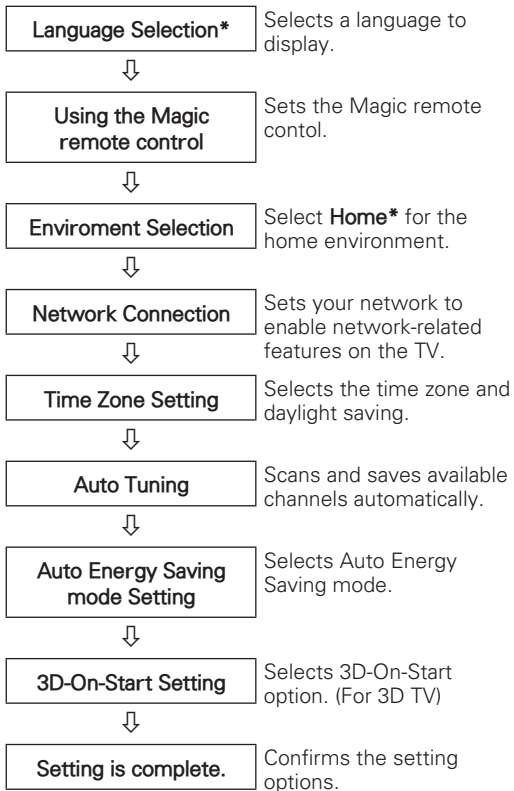 Language Selection*
Selects a language to
display.
Using the Magic
remote control
Sets the Magic remote
contol.
Enviroment Selection
Select Home* for the
home environment.
Network Connection
Sets your network to
enable network-related
features on the TV.
Time Zone Setting
Selects the time zone and
daylight saving.
Auto Tuning
Scans and saves available
channels automatically.
Auto Energy Saving
mode Setting
Selects Auto Energy
Saving mode.
3D-On-Start Setting
Selects 3D-On-Start
option. (For 3D TV)
Setting is complete.
Confirms the setting
options.